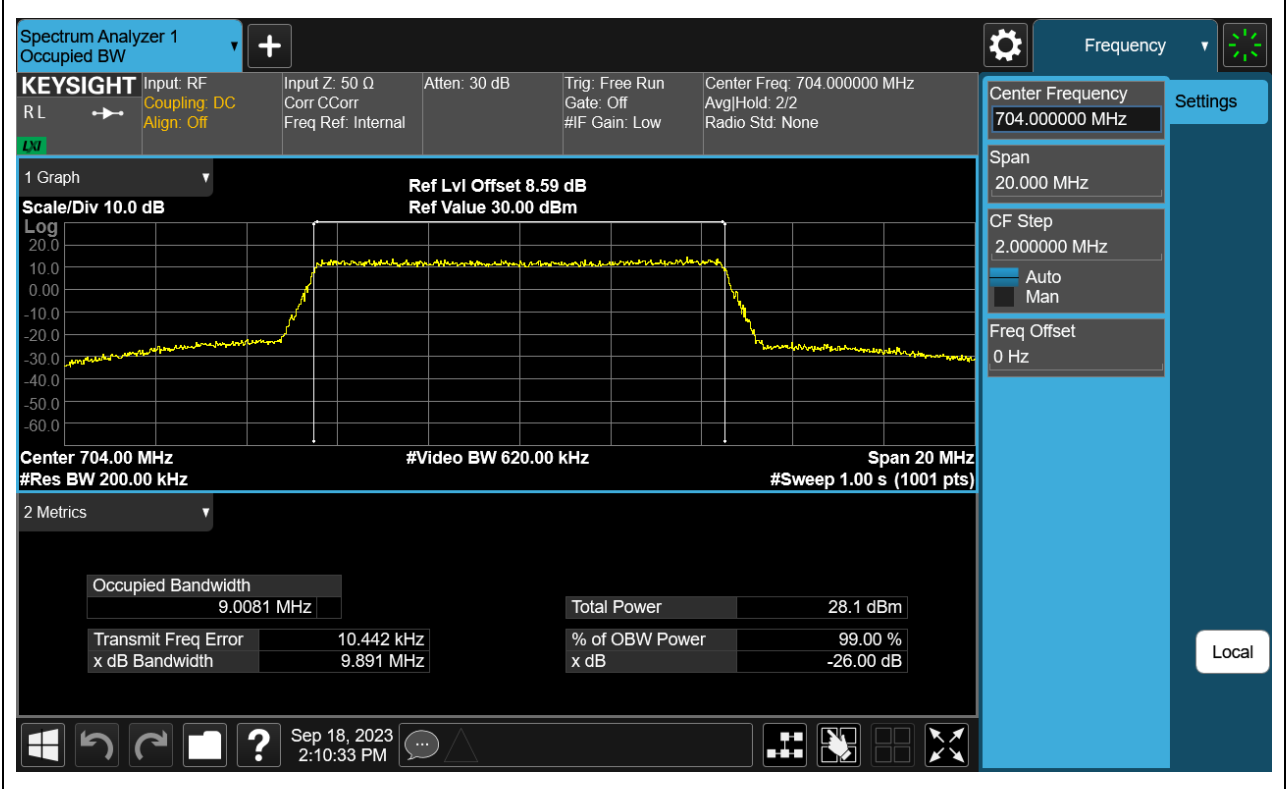 Spectrum Analyzer 1
Occupied BW
Frequency
KEYSIGHT
R L
LXI
Input: RF
Coupling: DC
Align: Off
Input Z: 50 Ω
Corr CCorr
Freq Ref: Internal
Atten: 30 dB
Trig: Free Run
Gate: Off
#IF Gain: Low
Center Freq: 704.000000 MHz
Avg|Hold: 2/2
Radio Std: None
Center Frequency
704.000000 MHz
Settings
Span
20.000 MHz
CF Step
2.000000 MHz
Auto
Man
Freq Offset
0 Hz
Local
1 Graph
Scale/Div 10.0 dB
Ref Lvl Offset 8.59 dB
Ref Value 30.00 dBm
Log
20.0
10.0
0.00
-10.0
-20.0
-30.0
-40.0
-50.0
-60.0
Center 704.00 MHz
#Video BW 620.00 kHz
Span 20 MHz
#Res BW 200.00 kHz
#Sweep 1.00 s (1001 pts)
2 Metrics
Occupied Bandwidth
9.0081 MHz
Total Power 28.1 dBm
Transmit Freq Error 10.442 kHz
% of OBW Power 99.00 %
x dB Bandwidth 9.891 MHz
x dB -26.00 dB
?
Sep 18, 2023
2:10:33 PM